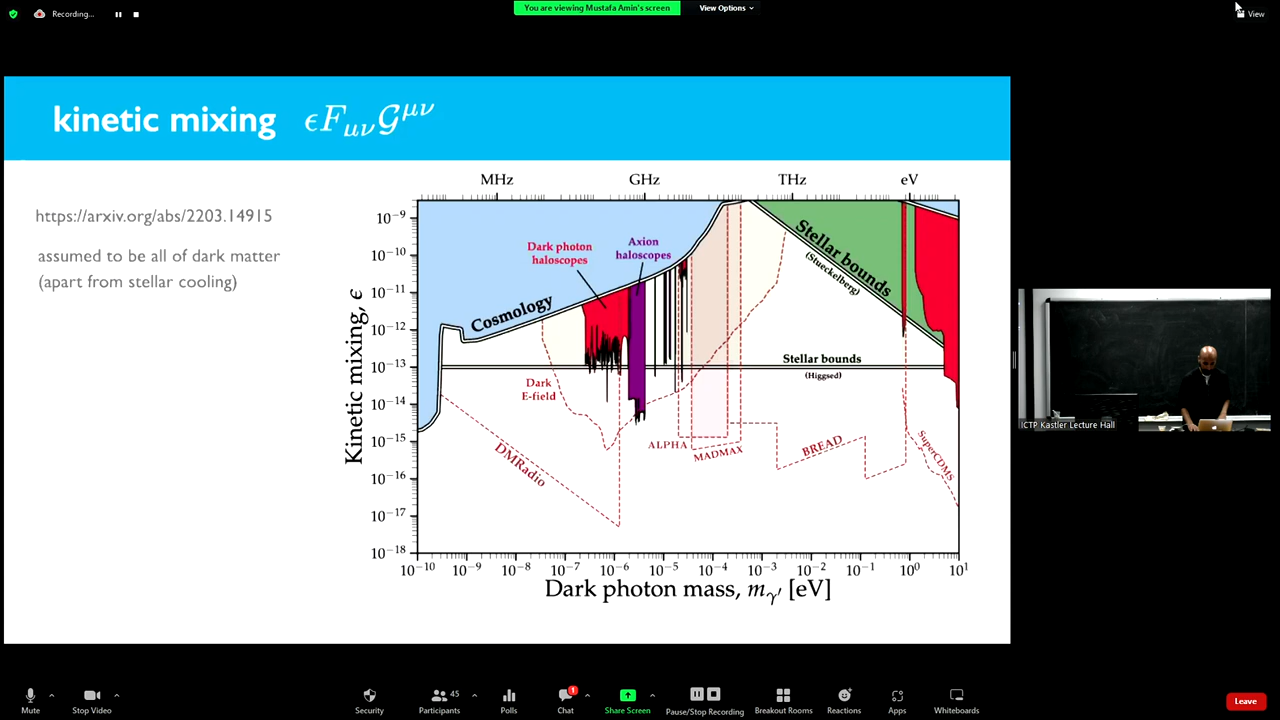 Recording...
You are viewing Mustafa Amin's screen
View Options
View
kinetic mixing ϵF_{μν}𝒢^{μν}
https://arxiv.org/abs/2203.14915
assumed to be all of dark matter
(apart from stellar cooling)
MHz GHz THz eV
Kinetic mixing, ϵ
10⁻⁹
10⁻¹⁰
10⁻¹¹
10⁻¹²
10⁻¹³
10⁻¹⁴
10⁻¹⁵
10⁻¹⁶
10⁻¹⁷
10⁻¹⁸
Cosmology
Dark photon
haloscopes
Axion
haloscopes
Stellar bounds
(Stueckelberg)
Stellar bounds
(Higgsed)
Dark
E-field
DMRadio
ALPHA
MADMAX
BREAD
SuperCDMS
10⁻¹⁰ 10⁻⁹ 10⁻⁸ 10⁻⁷ 10⁻⁶ 10⁻⁵ 10⁻⁴ 10⁻³ 10⁻² 10⁻¹ 10⁰ 10¹
Dark photon mass, m_{γ′} [eV]
ICTP Kastler Lecture Hall
Mute
Stop Video
Security
Participants 45
Polls
Chat 1
Share Screen
Pause/Stop Recording
Breakout Rooms
Reactions
Apps
Whiteboards
Leave